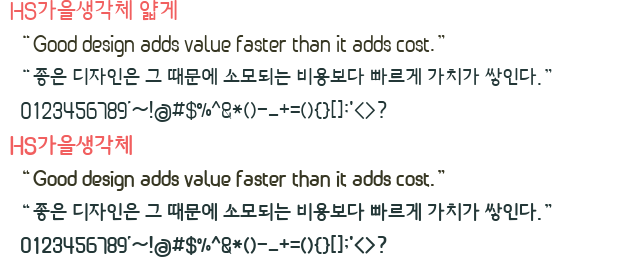 HS가을생각체 얇게
“Good design adds value faster than it adds cost.”
“좋은 디자인은 그 때문에 소모되는 비용보다 빠르게 가치가 쌓인다.”
0123456789'~!@#$%^&*()-_+=(){}[]:'<>?
HS가을생각체
“Good design adds value faster than it adds cost.”
“좋은 디자인은 그 때문에 소모되는 비용보다 빠르게 가치가 쌓인다.”
0123456789'~!@#$%^&*()-_+=(){}[]:'<>?